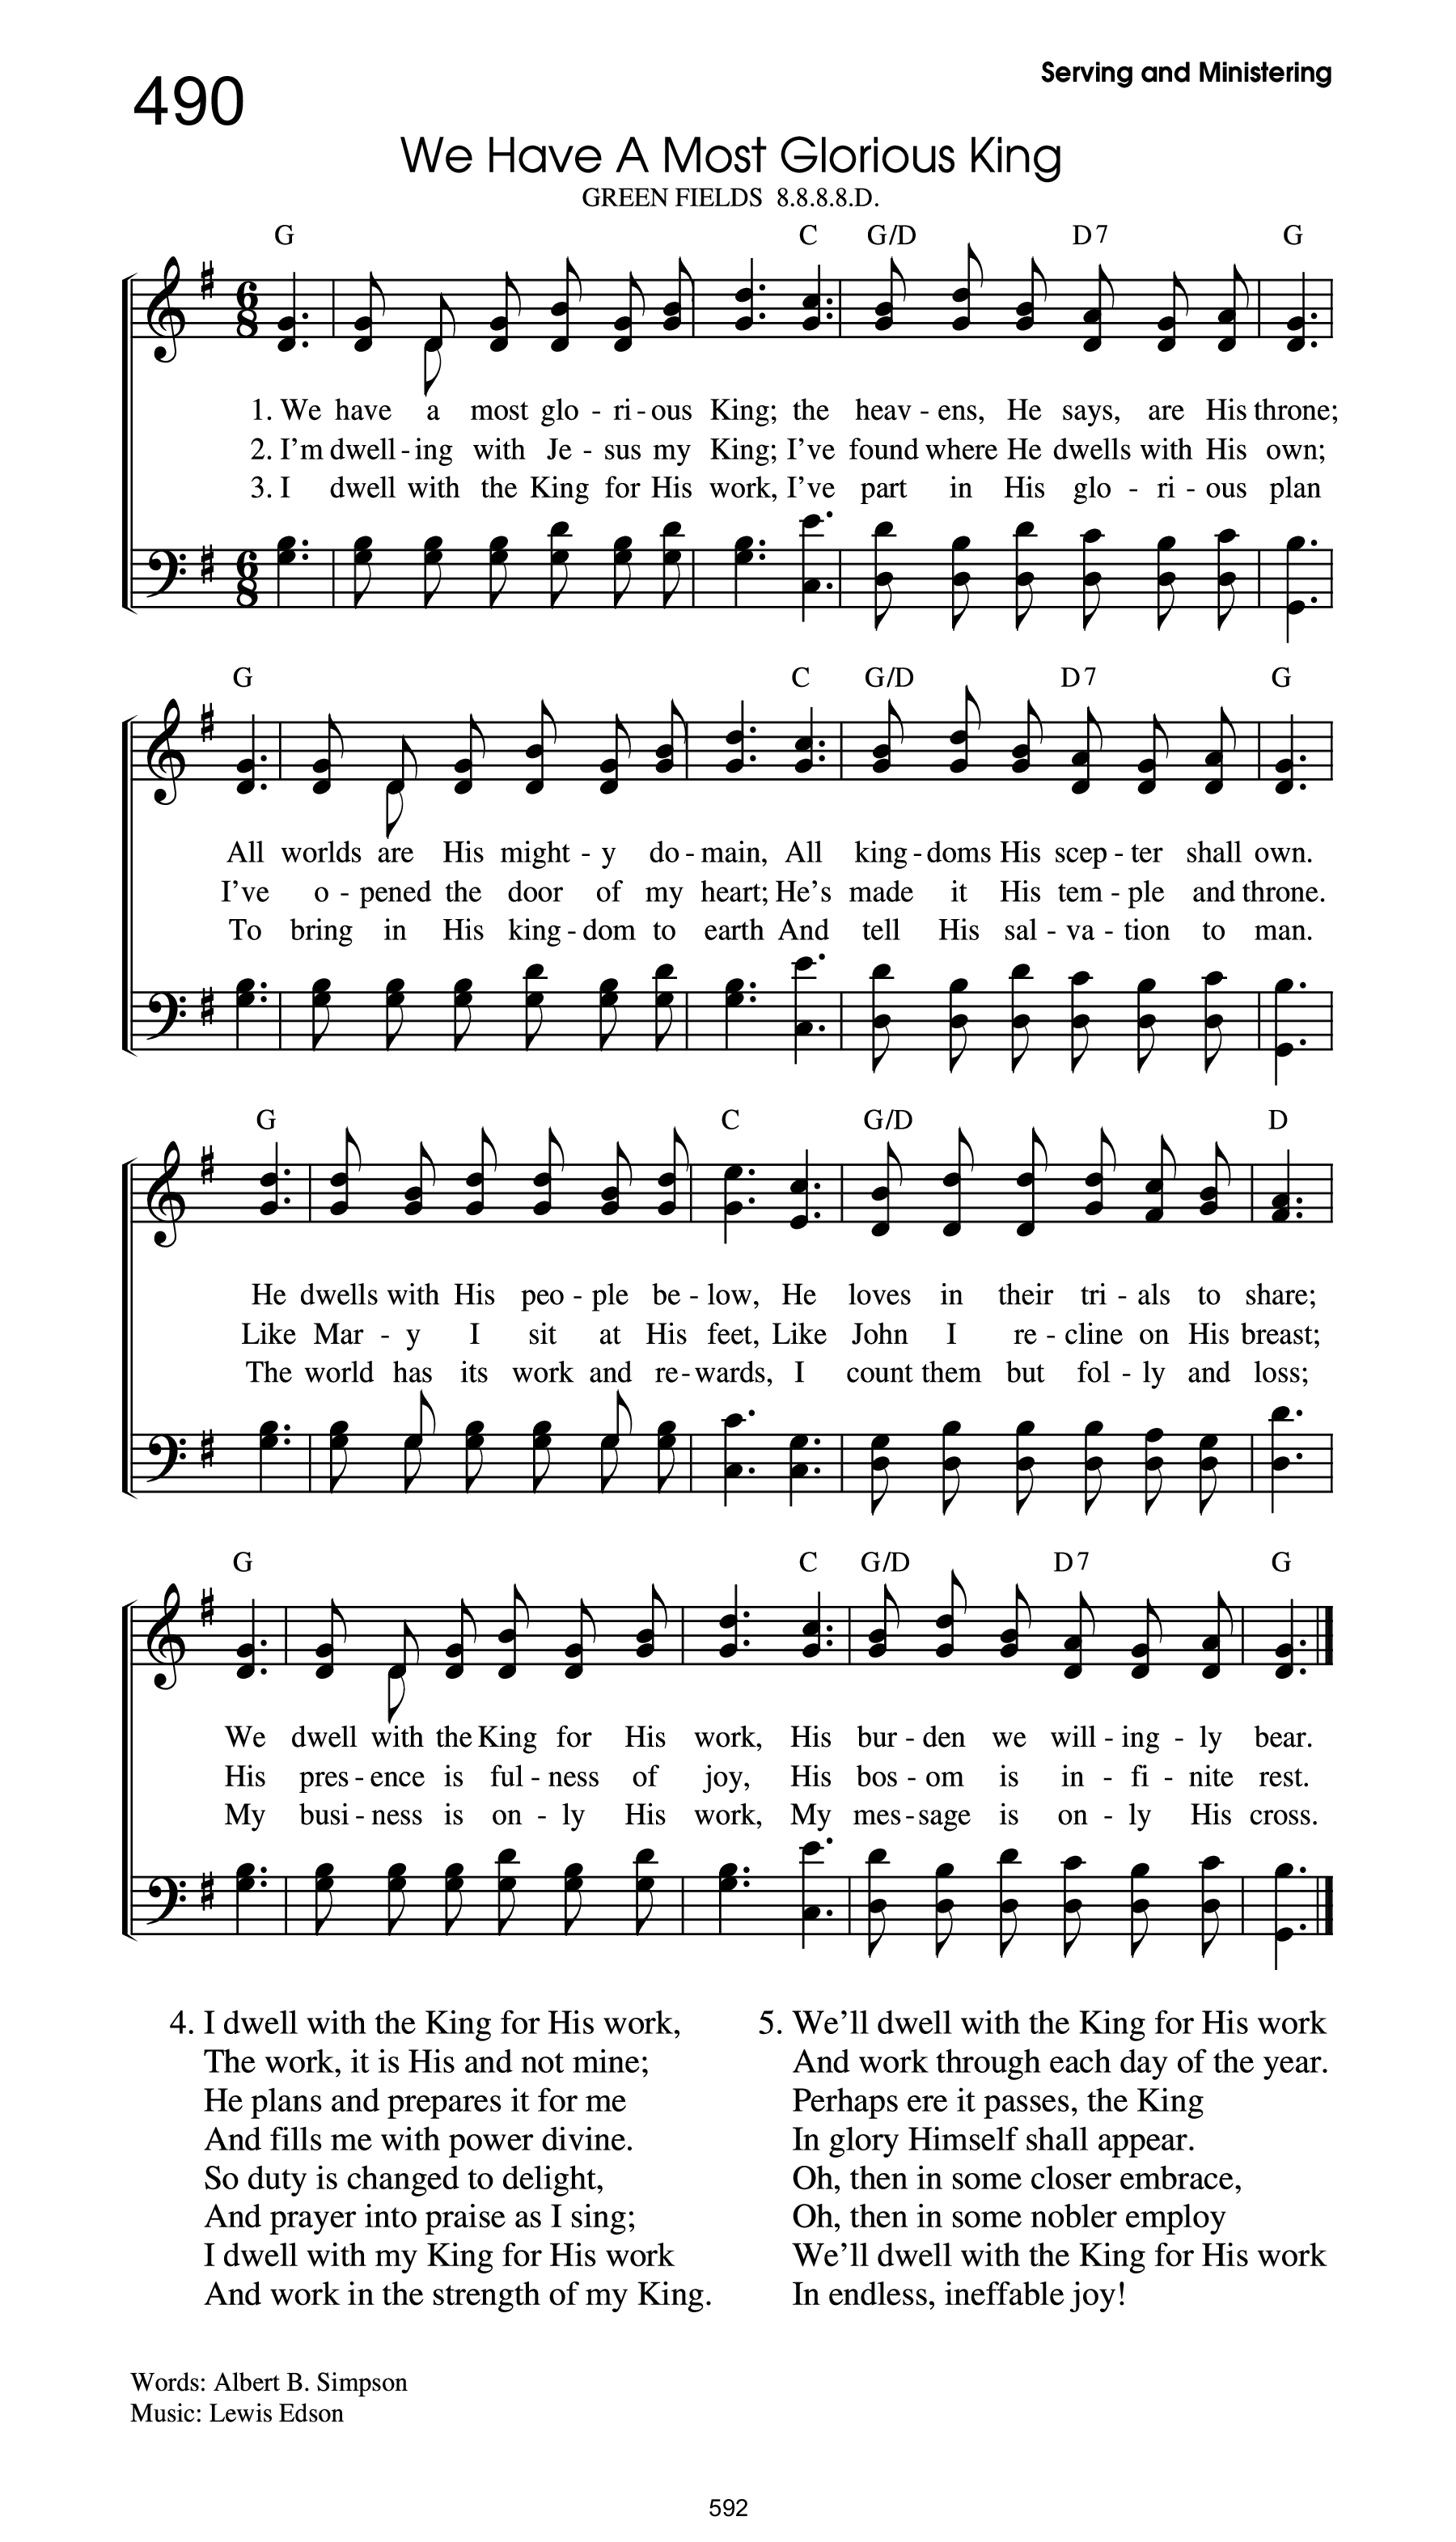 Serving and Ministering
490
We Have A Most Glorious King
GREEN FIELDS 8.8.8.8.D.
G C G/D D7 G
1. We have a most glo - ri - ous King; the heav - ens, He says, are His throne;
2. I'm dwell - ing with Je - sus my King; I've found where He dwells with His own;
3. I dwell with the King for His work, I've part in His glo - ri - ous plan
G C G/D D7 G
All worlds are His might - y do - main, All king - doms His scep - ter shall own.
I've o - pened the door of my heart; He's made it His tem - ple and throne.
To bring in His king - dom to earth And tell His sal - va - tion to man.
G C G/D D
He dwells with His peo - ple be - low, He loves in their tri - als to share;
Like Mar - y I sit at His feet, Like John I re - cline on His breast;
The world has its work and re - wards, I count them but fol - ly and loss;
G C G/D D7 G
We dwell with the King for His work, His bur - den we will - ing - ly bear.
His pres - ence is ful - ness of joy, His bos - om is in - fi - nite rest.
My busi - ness is on - ly His work, My mes - sage is on - ly His cross.
4. I dwell with the King for His work,
The work, it is His and not mine;
He plans and prepares it for me
And fills me with power divine.
So duty is changed to delight,
And prayer into praise as I sing;
I dwell with my King for His work
And work in the strength of my King.
5. We'll dwell with the King for His work
And work through each day of the year.
Perhaps ere it passes, the King
In glory Himself shall appear.
Oh, then in some closer embrace,
Oh, then in some nobler employ
We'll dwell with the King for His work
In endless, ineffable joy!
Words: Albert B. Simpson
Music: Lewis Edson
592